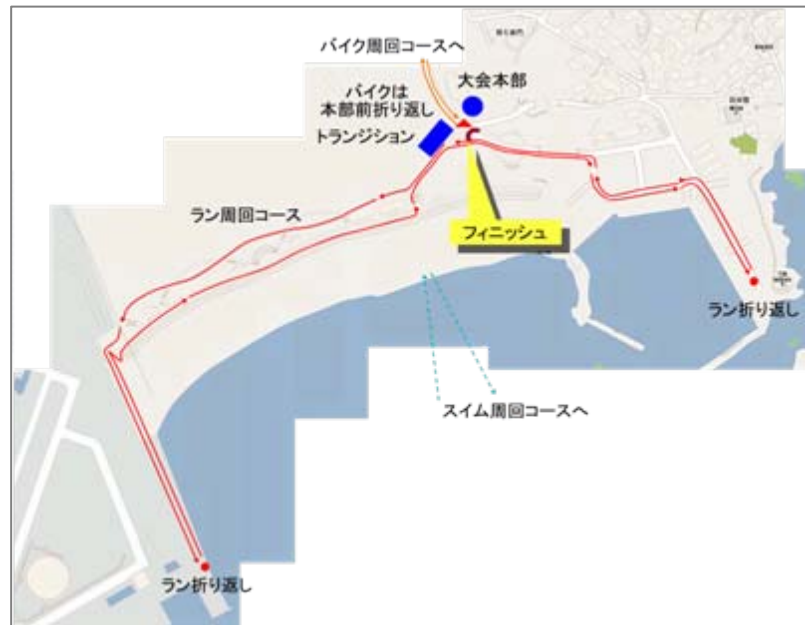 バイク周回コースへ
大会本部
バイクは
本部前折り返し
トランジション
ラン周回コース
フィニッシュ
ラン折り返し
スイム周回コースへ
ラン折り返し